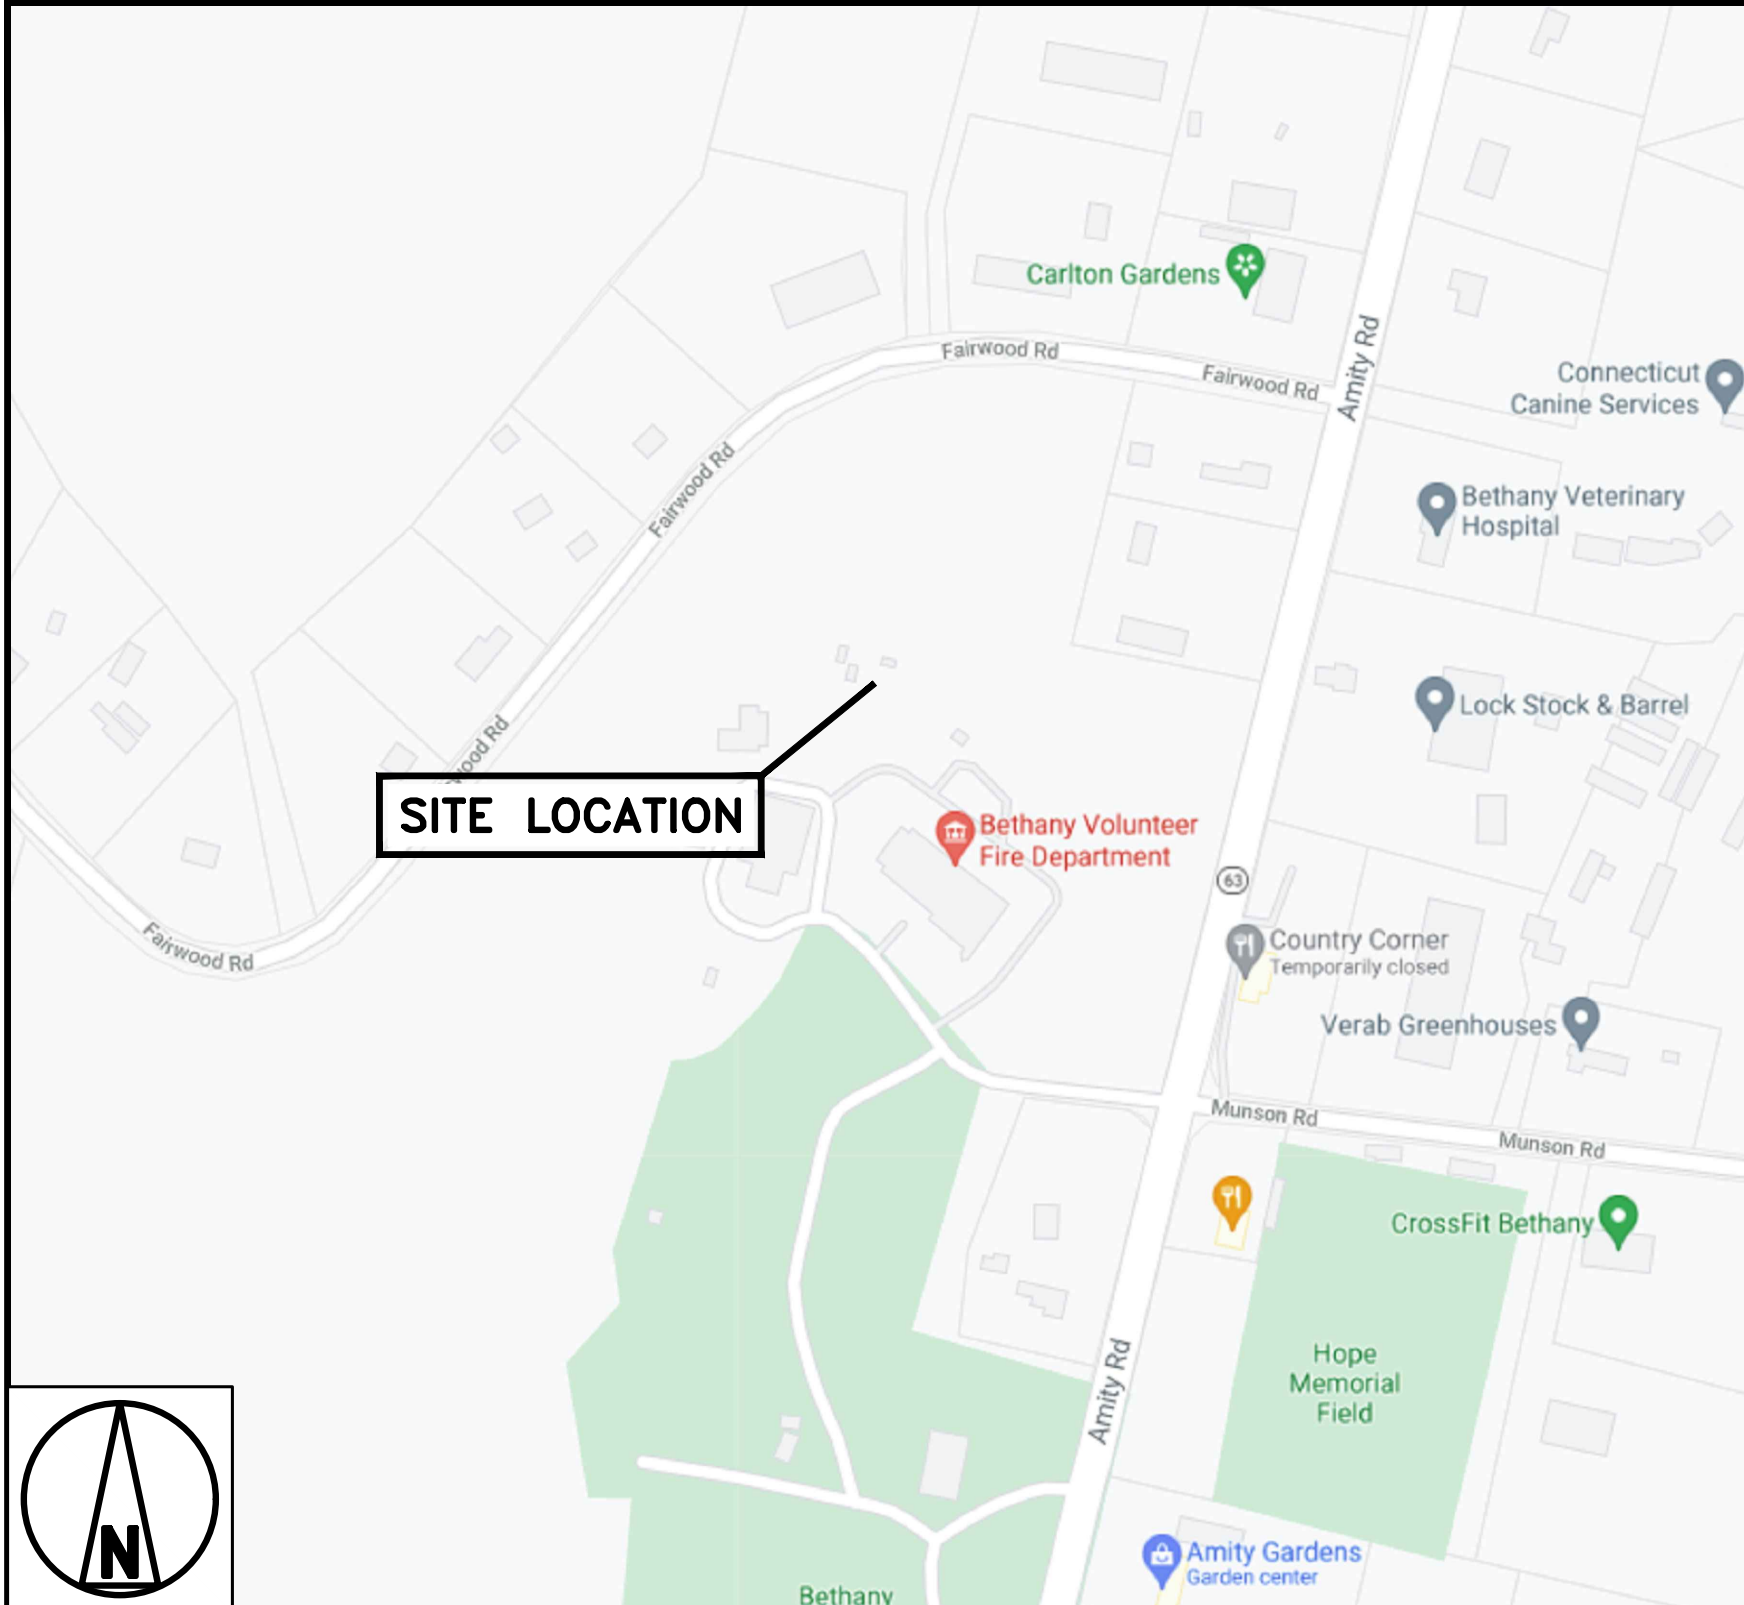 Carlton Gardens
Amity Rd
Fairwood Rd
Fairwood Rd
Connecticut
Canine Services
Fairwood Rd
Bethany Veterinary
Hospital
Lock Stock & Barrel
wood Rd
SITE LOCATION
Bethany Volunteer
Fire Department
63
Fairwood Rd
Country Corner
Temporarily closed
Verab Greenhouses
Munson Rd
Munson Rd
CrossFit Bethany
Hope
Memorial
Field
Amity Rd
N
Amity Gardens
Garden center
Bethany